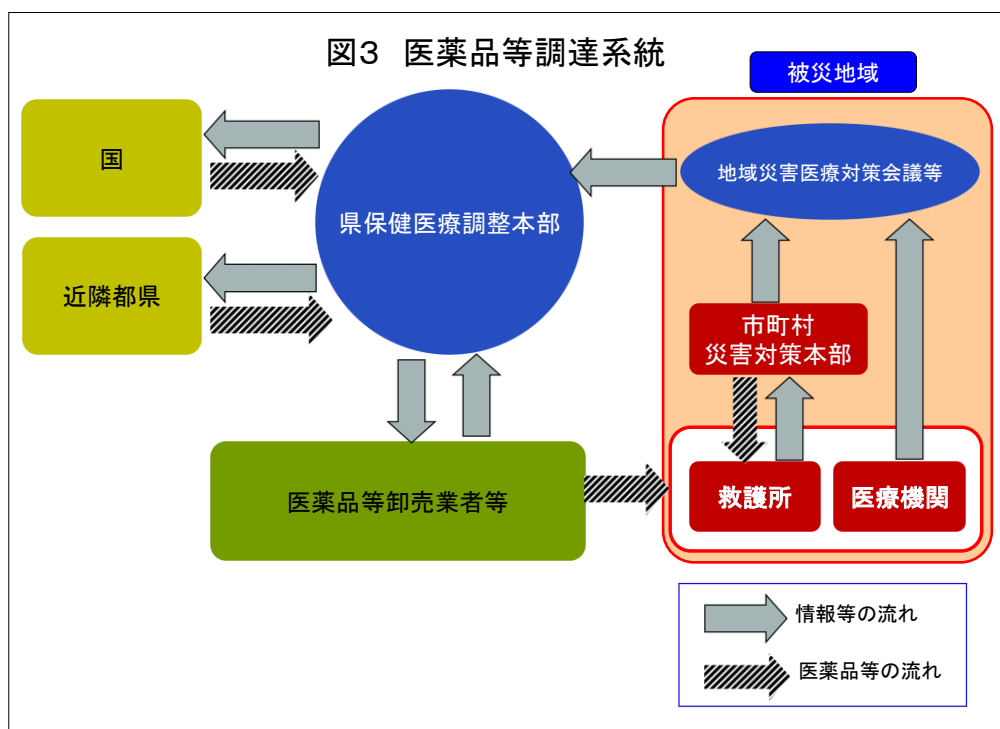 図3 医薬品等調達系統
被災地域
国
近隣都県
県保健医療調整本部
地域災害医療対策会議等
市町村
災害対策本部
医薬品等卸売業者等
救護所
医療機関
情報等の流れ
医薬品等の流れ